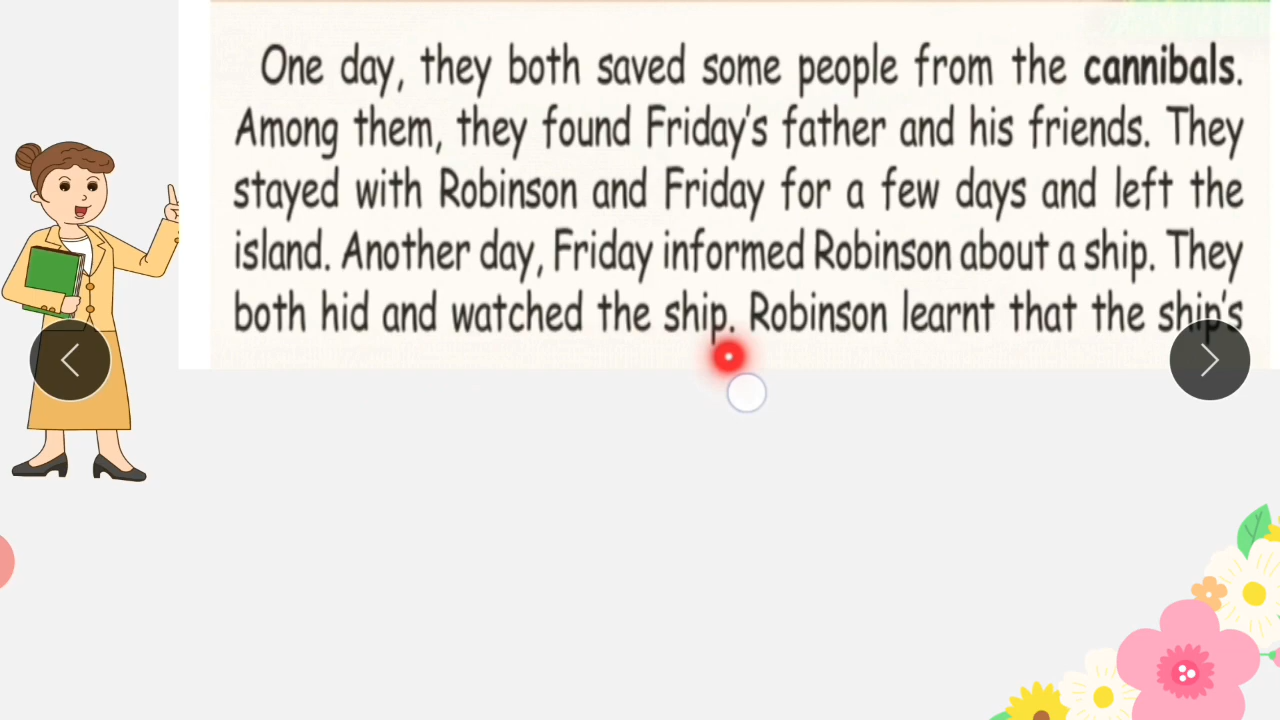 One day, they both saved some people from the cannibals.
Among them, they found Friday's father and his friends. They
stayed with Robinson and Friday for a few days and left the
island. Another day, Friday informed Robinson about a ship. They
both hid and watched the ship. Robinson learnt that the ship's